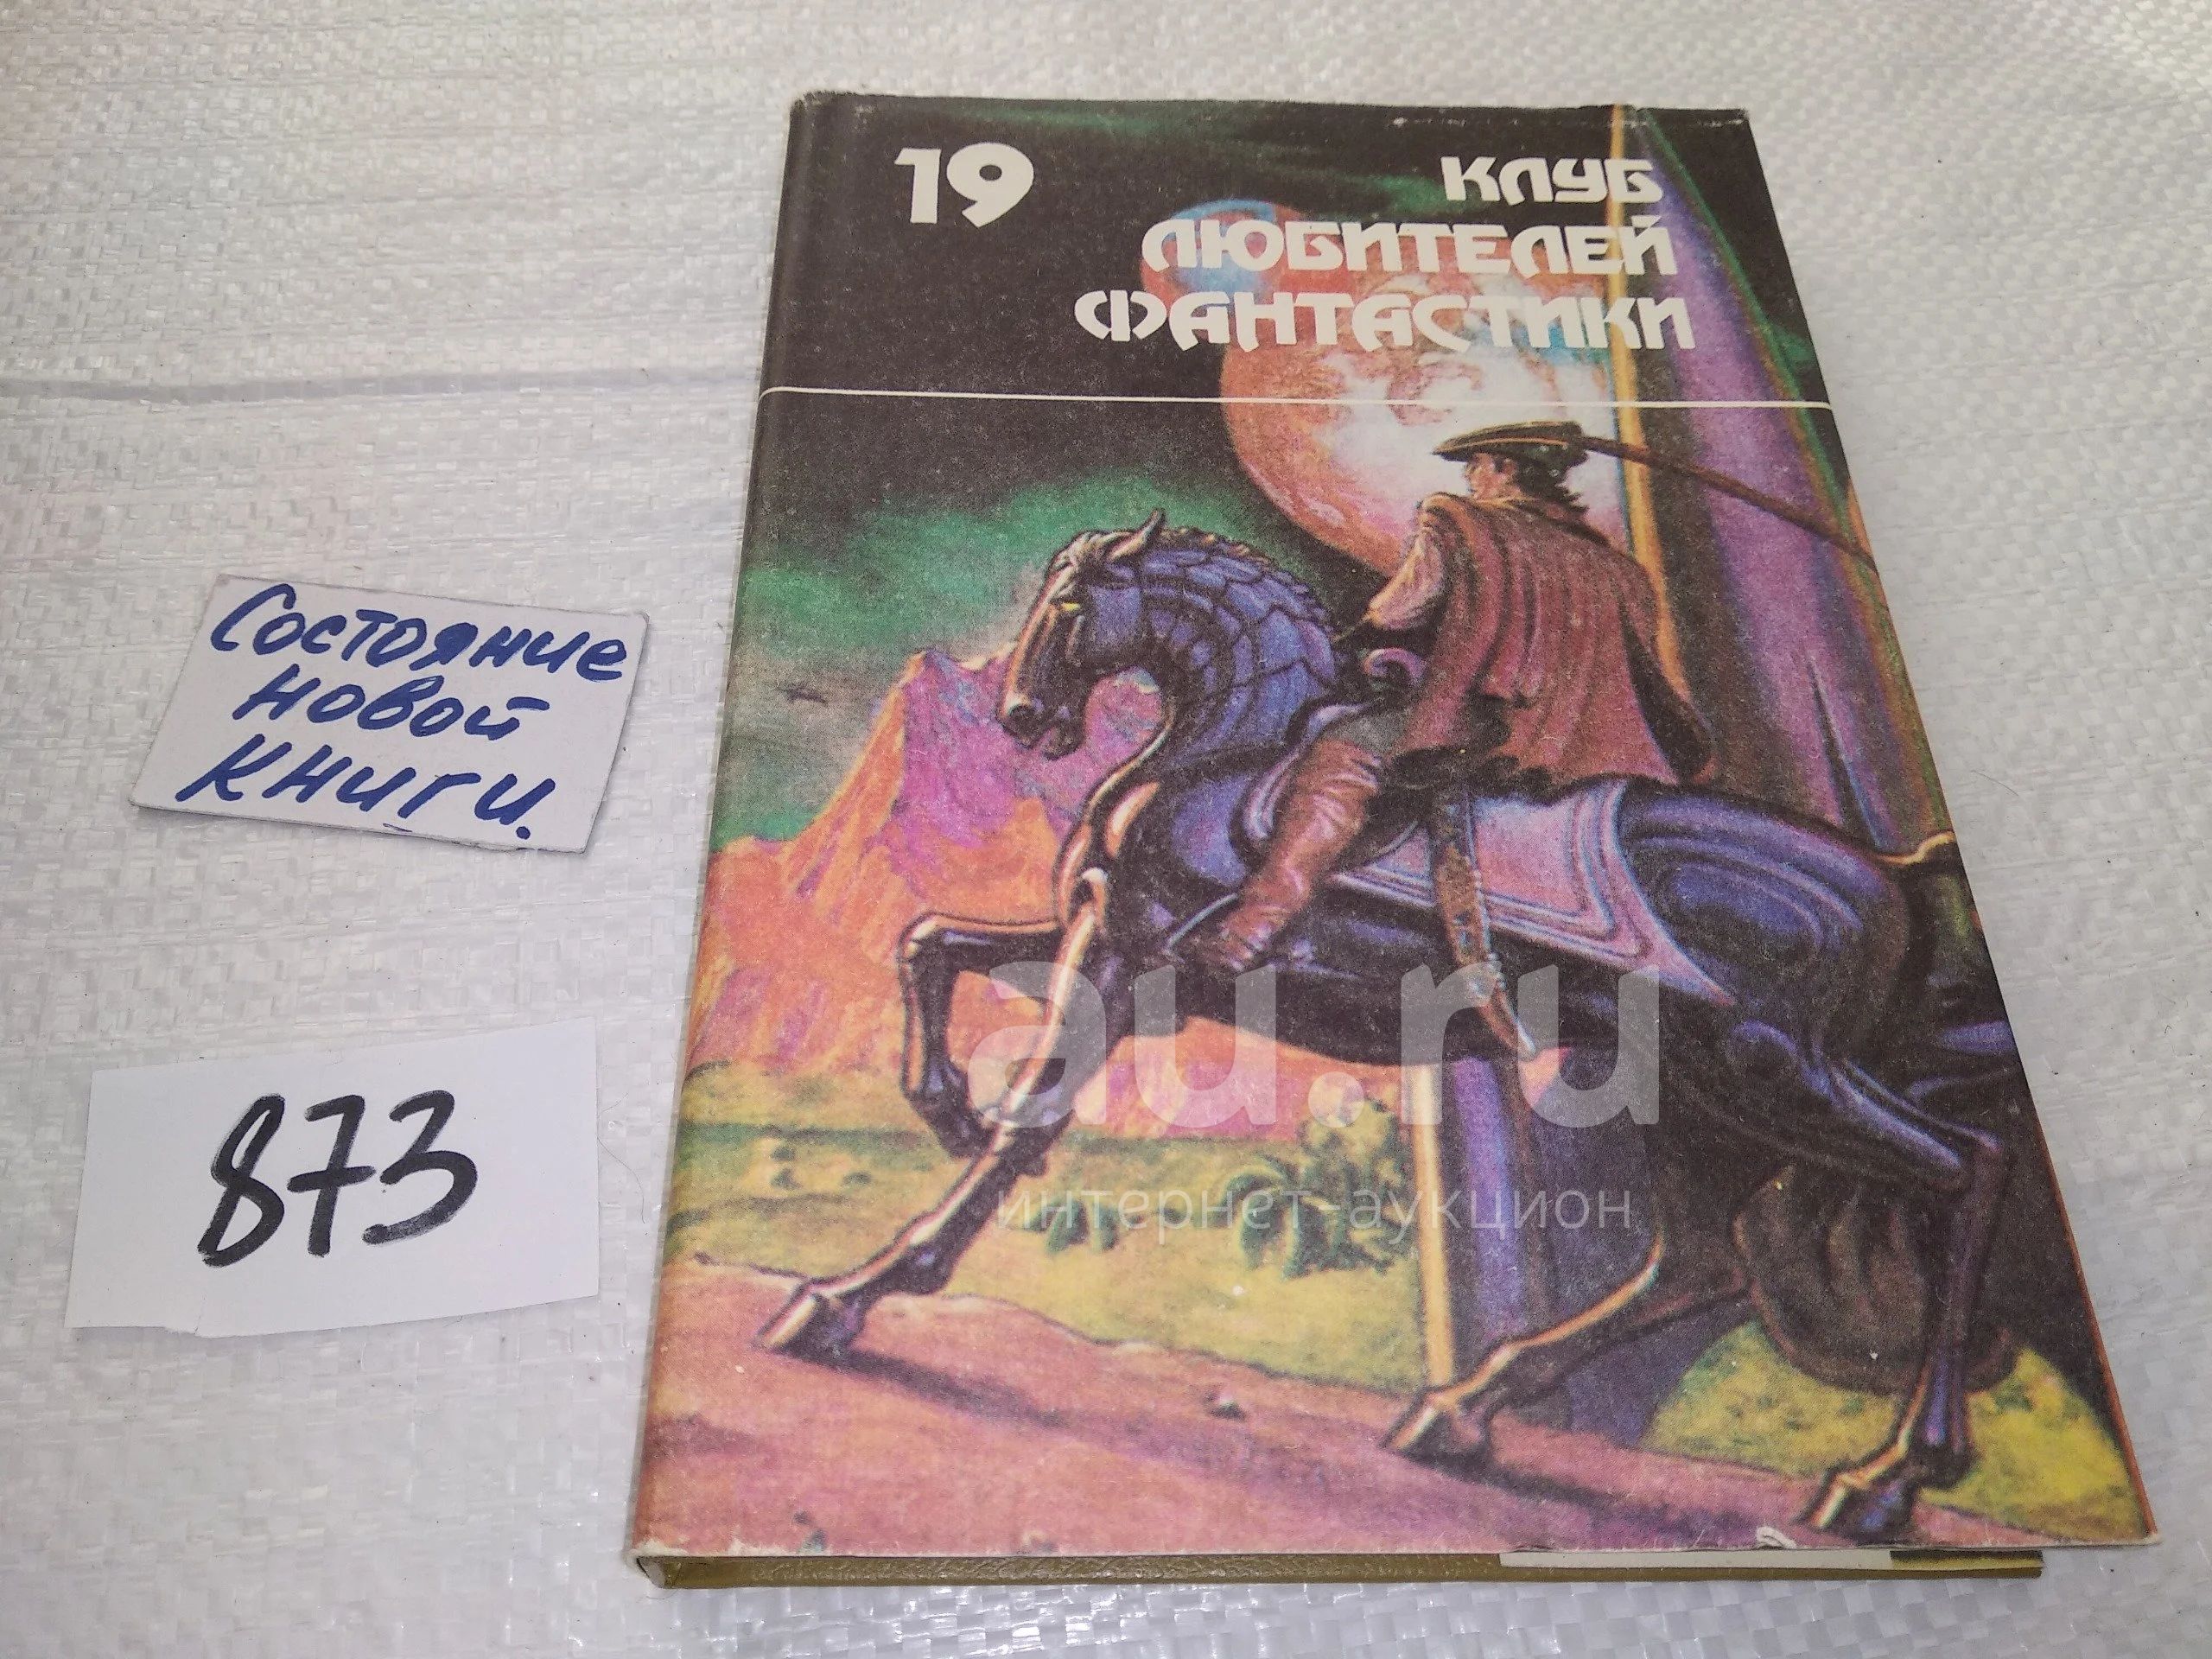 19
КЛУБ
ЛЮБИТЕЛЕЙ
ФАНТАСТИКИ
Состояние
новой
книги.
873
au.ru
интернет-аукцион